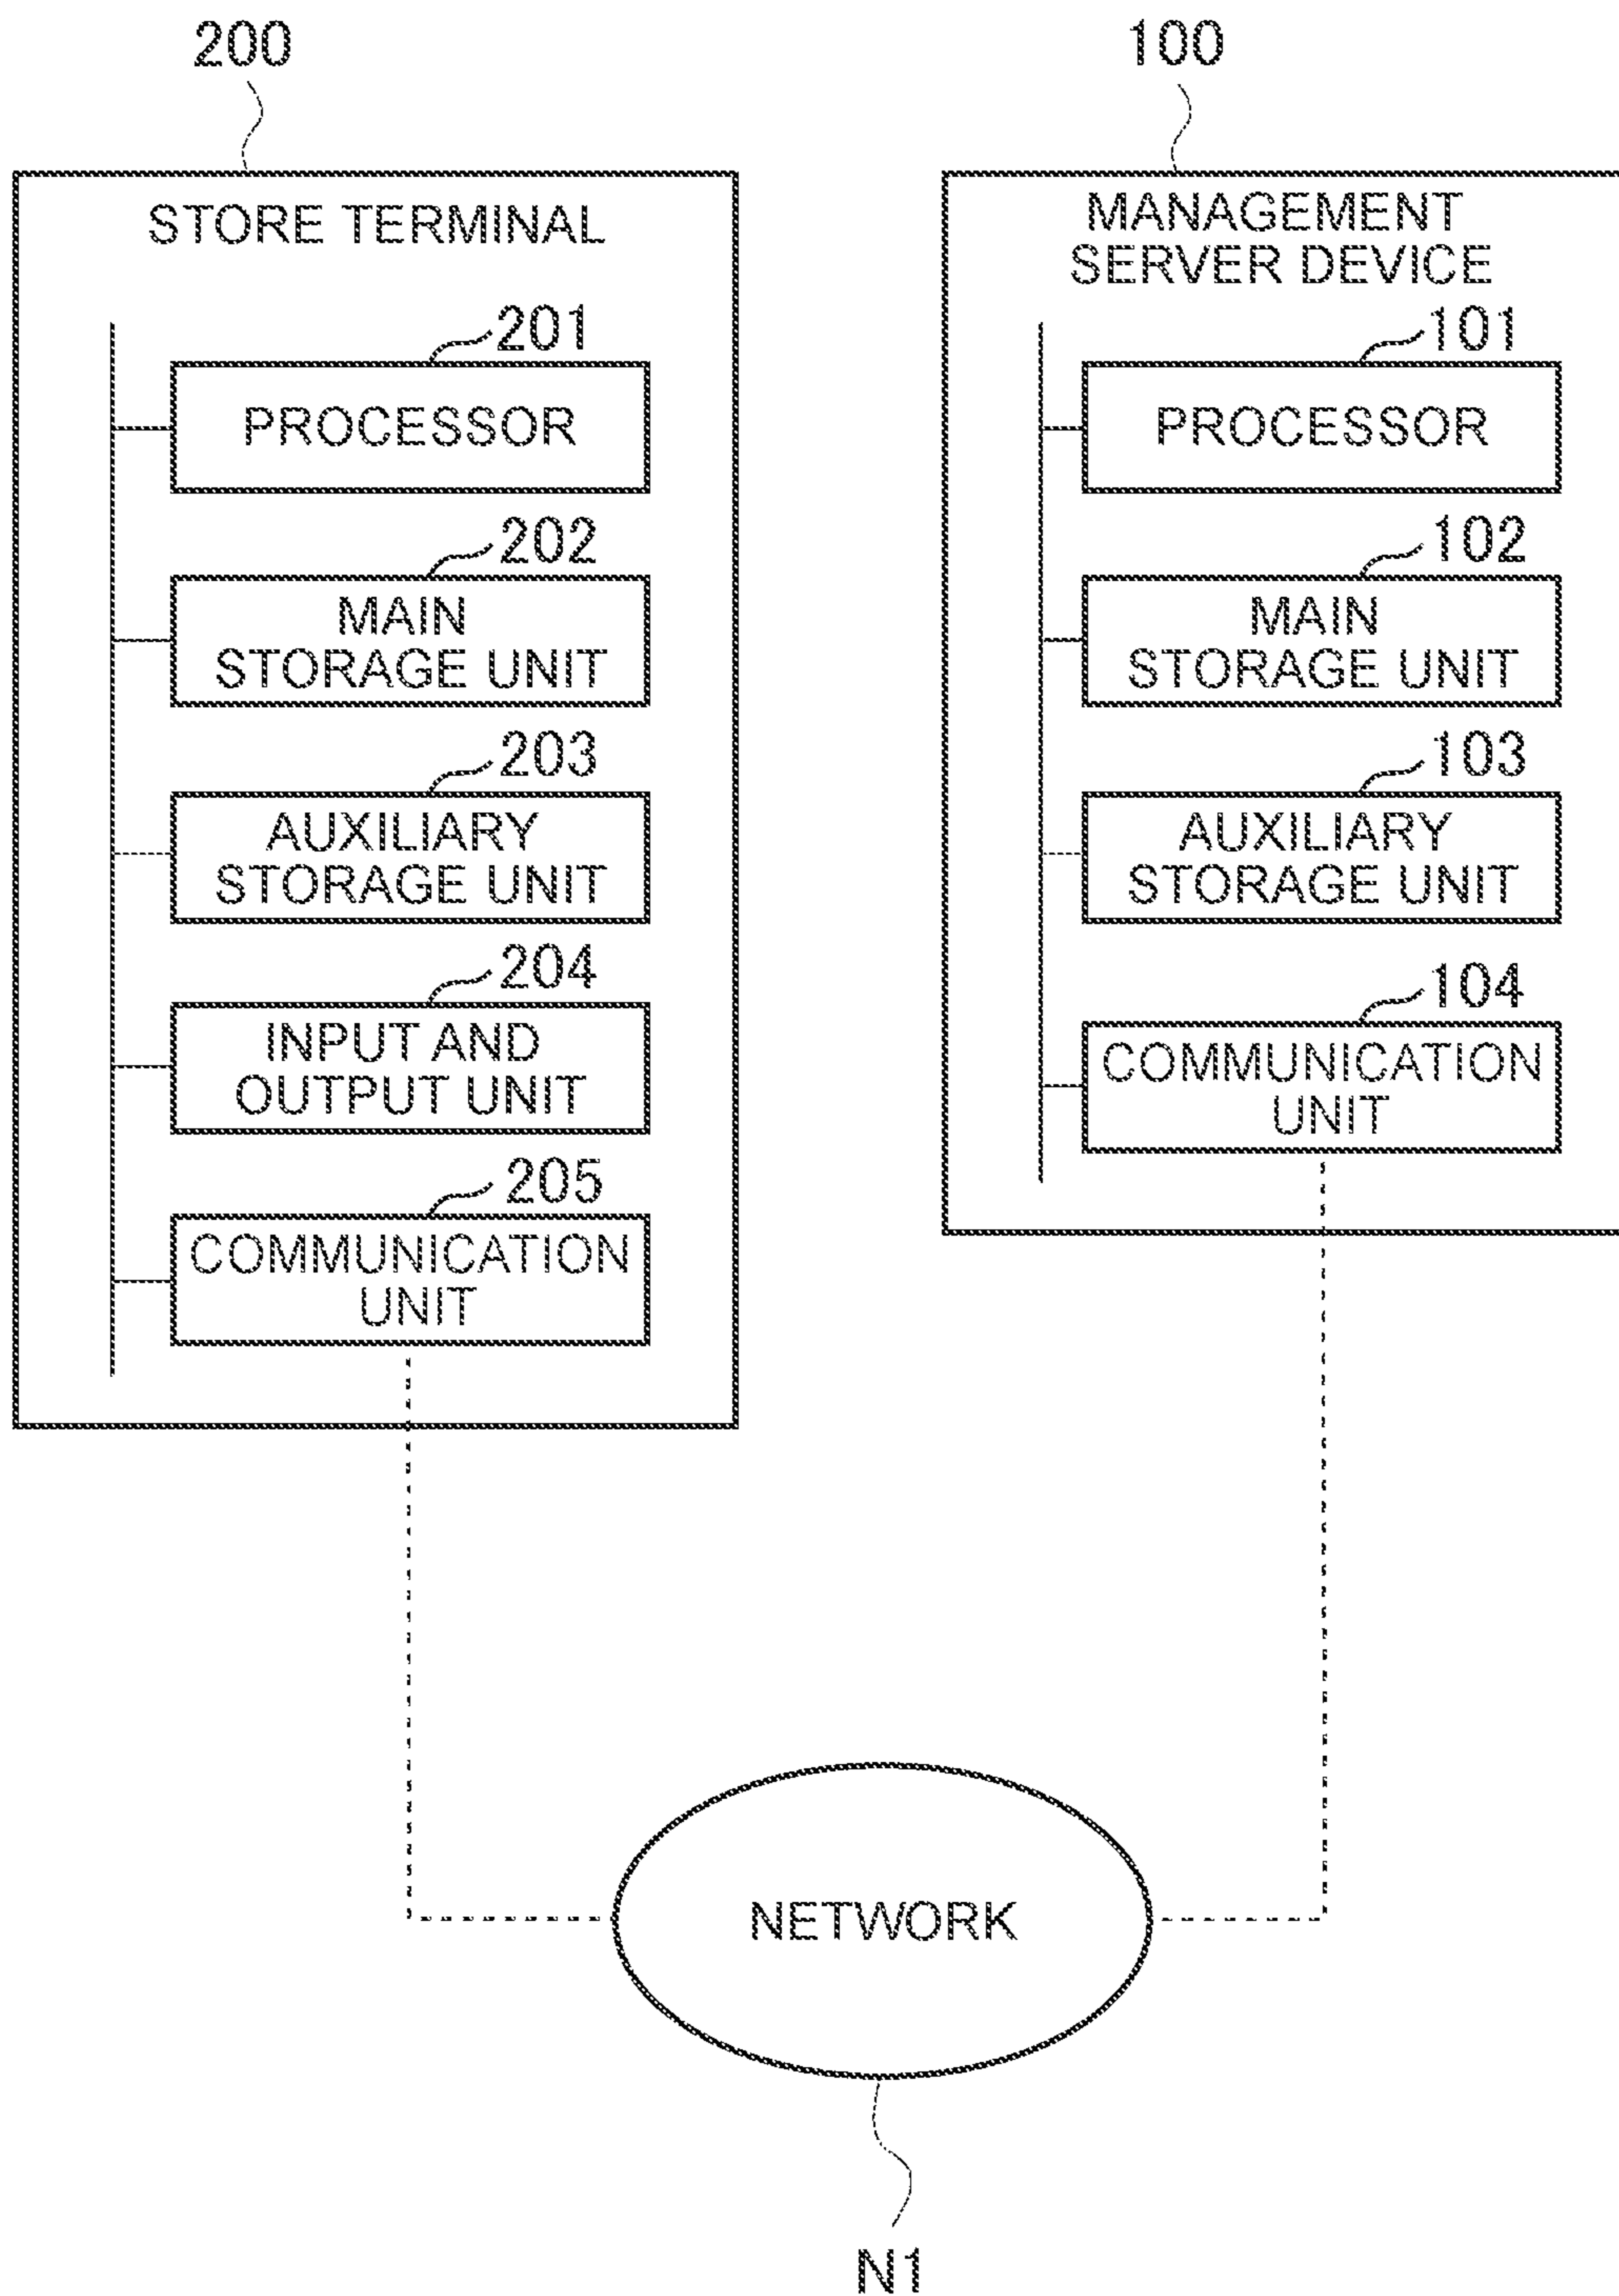 200
STORE TERMINAL
201
PROCESSOR
202
MAIN
STORAGE UNIT
203
AUXILIARY
STORAGE UNIT
204
INPUT AND
OUTPUT UNIT
205
COMMUNICATION
UNIT
100
MANAGEMENT
SERVER DEVICE
101
PROCESSOR
102
MAIN
STORAGE UNIT
103
AUXILIARY
STORAGE UNIT
104
COMMUNICATION
UNIT
NETWORK
N1